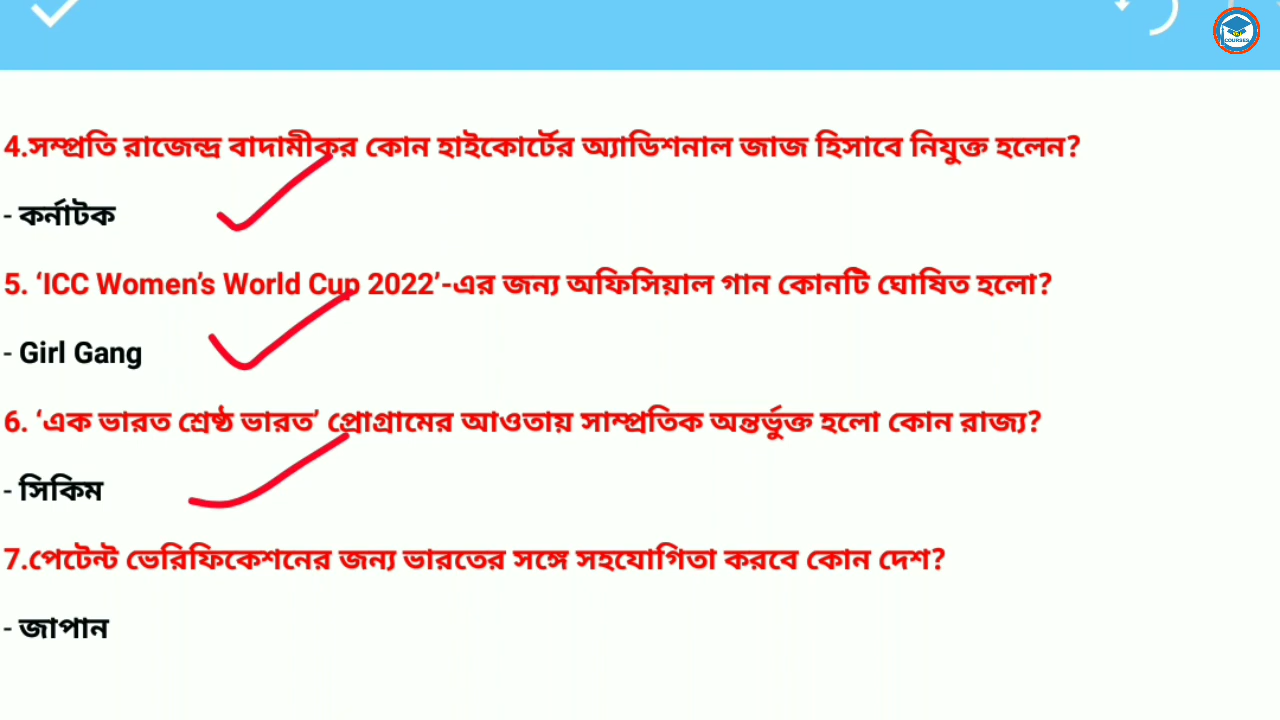 COURSES
4.সম্প্রতি রাজেন্দ্র বাদামীকর কোন হাইকোর্টের অ্যাডিশনাল জাজ হিসাবে নিযুক্ত হলেন?
- কর্নাটক
5. ‘ICC Women’s World Cup 2022’-এর জন্য অফিসিয়াল গান কোনটি ঘোষিত হলো?
- Girl Gang
6. ‘এক ভারত শ্রেষ্ঠ ভারত’ প্রোগ্রামের আওতায় সাম্প্রতিক অন্তর্ভুক্ত হলো কোন রাজ্য?
- সিকিম
7.পেটেন্ট ভেরিফিকেশনের জন্য ভারতের সঙ্গে সহযোগিতা করবে কোন দেশ?
- জাপান